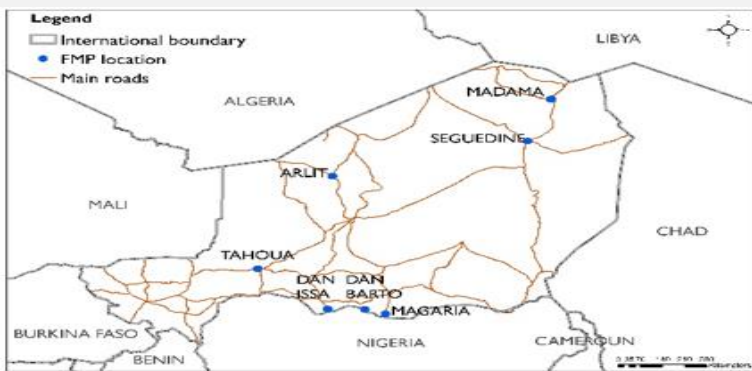 Legend
International boundary
FMP location
Main roads
LIBYA
ALGERIA
MADAMA
SEGUEDINE
ARLIT
MALI
CHAD
TAHOUA
DAN ISSA
DAN BARTO
MAGARIA
BURKINA FASO
NIGERIA
CAMEROUN
BENIN